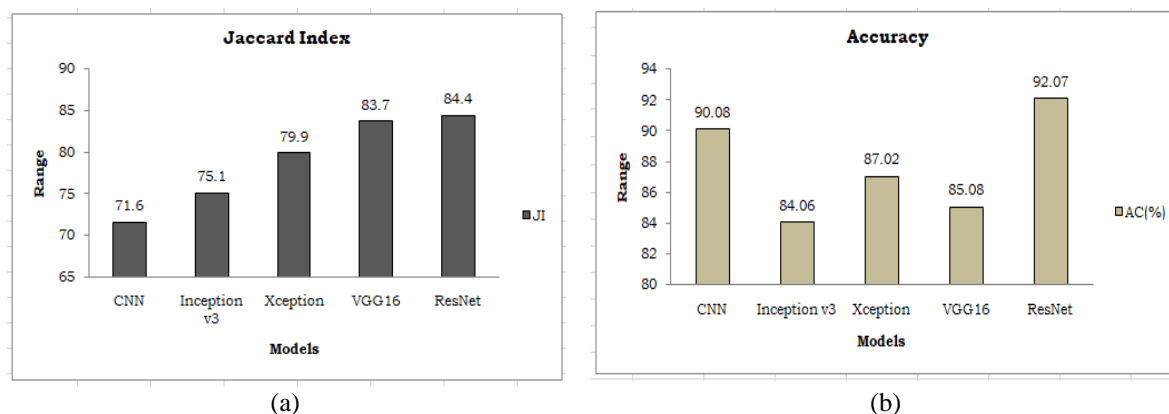 Jaccard Index
90
85
80
75
70
65
Range
71.6
75.1
79.9
83.7
84.4
CNN
Inception
v3
Xception
VGG16
ResNet
Models
JI
(a)
Accuracy
94
92
90
88
86
84
82
80
Range
90.08
84.06
87.02
85.08
92.07
CNN
Inception v3
Xception
VGG16
ResNet
Models
AC(%)
(b)